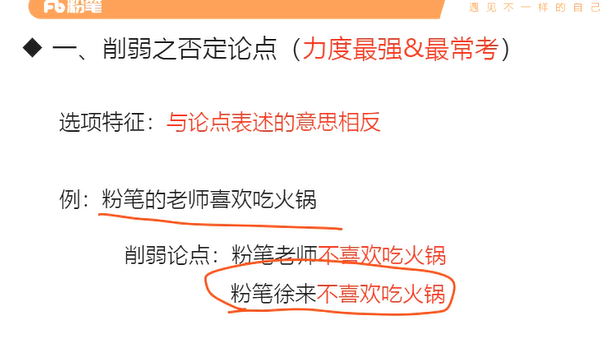 粉笔
遇见不一样的自己
◆ 一、削弱之否定论点（力度最强&最常考）
选项特征：与论点表述的意思相反
例：粉笔的老师喜欢吃火锅
削弱论点：粉笔老师不喜欢吃火锅
粉笔徐来不喜欢吃火锅